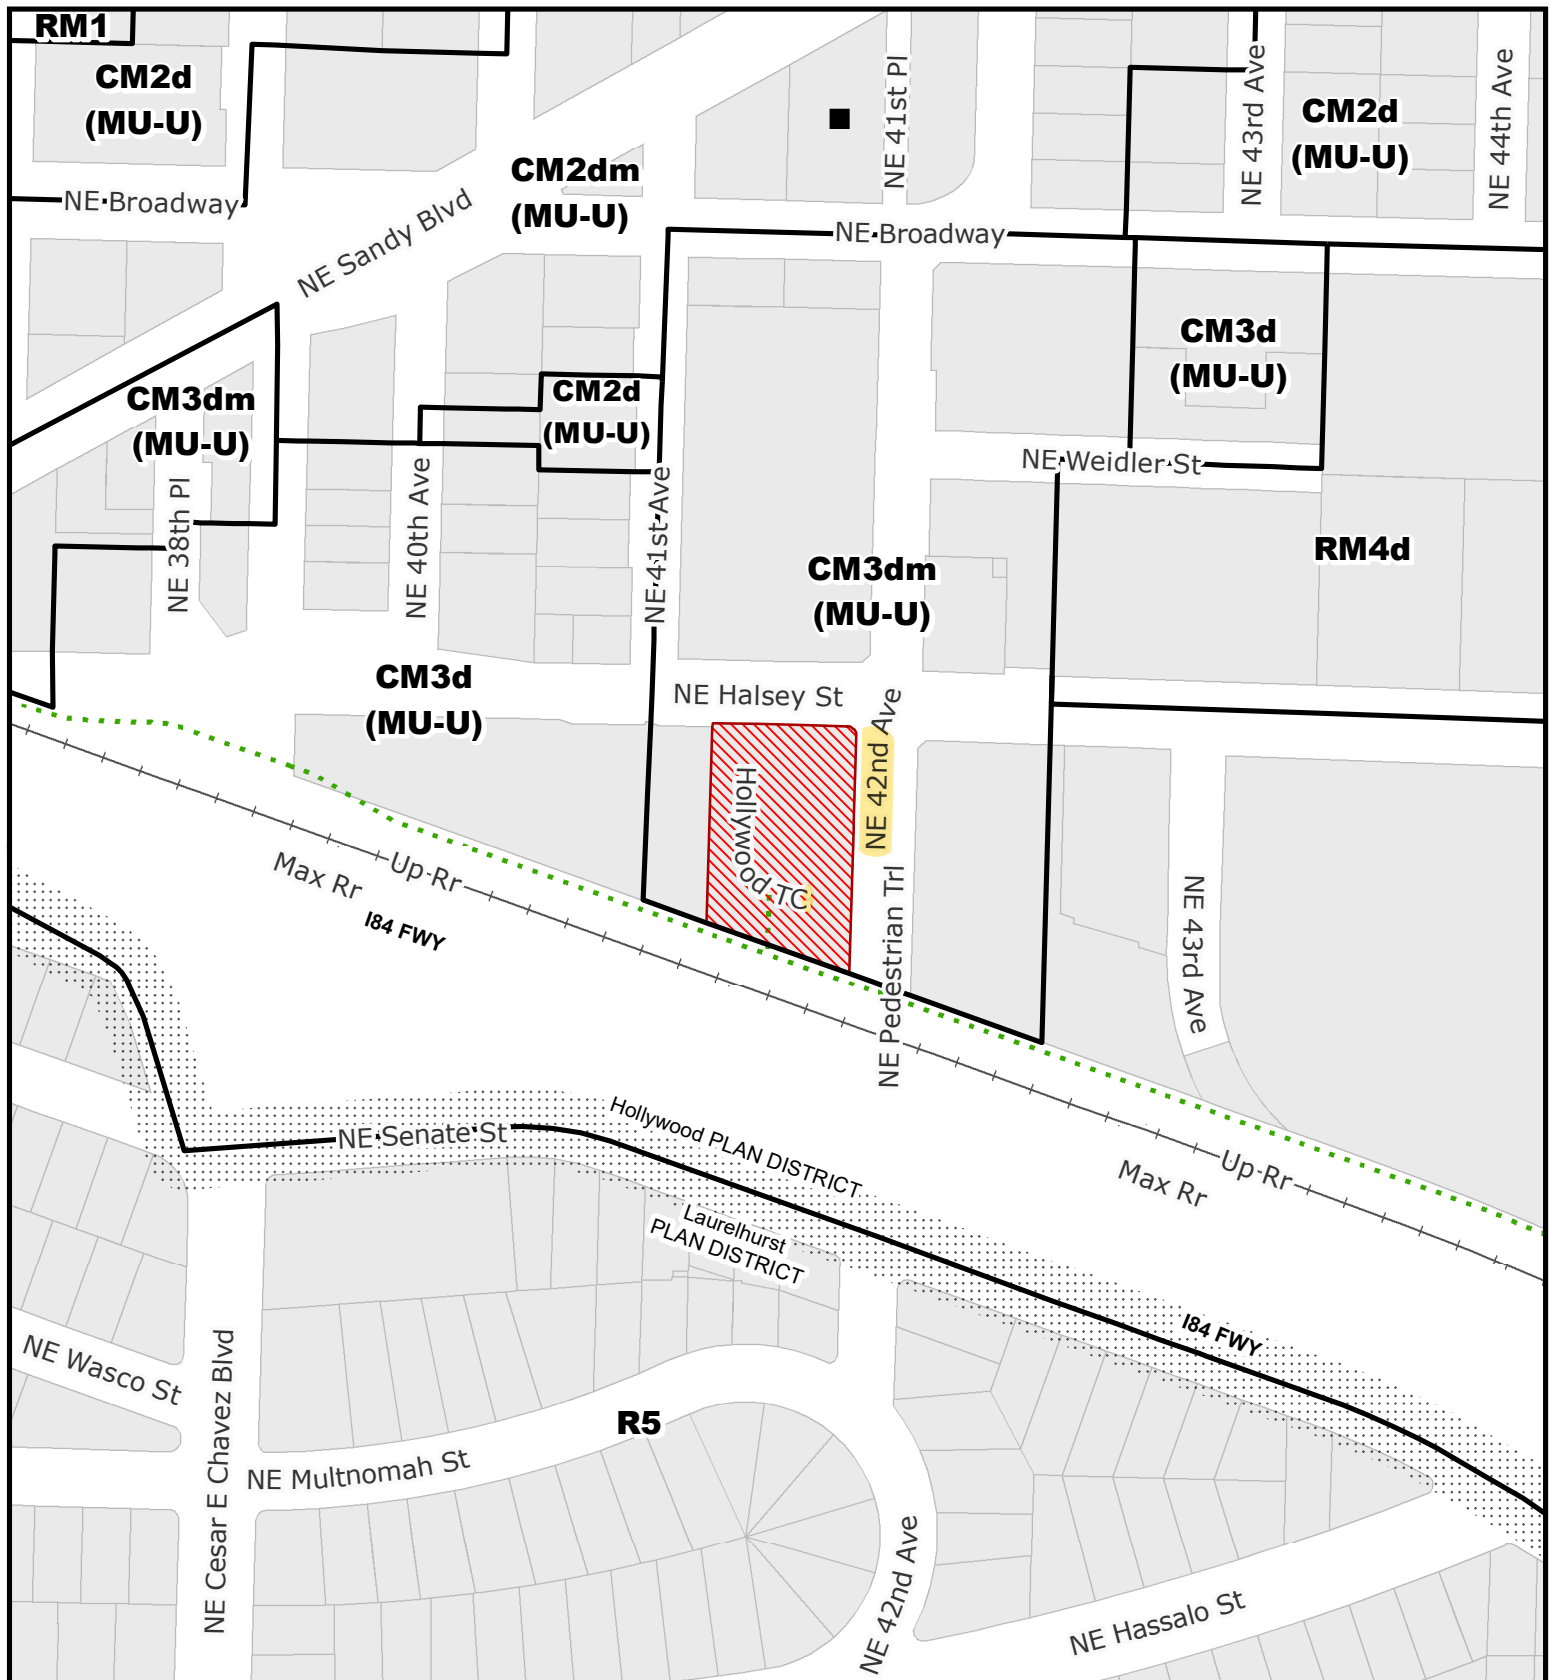 RM1
CM2d
(MU-U)
NE Broadway
NE Sandy Blvd
CM2dm
(MU-U)
NE 41st Pl
NE 43rd Ave
CM2d
(MU-U)
NE 44th Ave
NE Broadway
CM3d
(MU-U)
CM3dm
(MU-U)
CM2d
(MU-U)
NE Weidler St
NE 38th Pl
NE 40th Ave
NE 41st Ave
CM3dm
(MU-U)
RM4d
CM3d
(MU-U)
NE Halsey St
NE 42nd Ave
Hollywood TC
Up Rr
Max Rr
I84 FWY
NE Pedestrian Trl
NE 43rd Ave
NE Senate St
Hollywood PLAN DISTRICT
Laurelhurst
PLAN DISTRICT
Up Rr
Max Rr
I84 FWY
NE Wasco St
NE Cesar E Chavez Blvd
R5
NE Multnomah St
NE 42nd Ave
NE Hassalo St